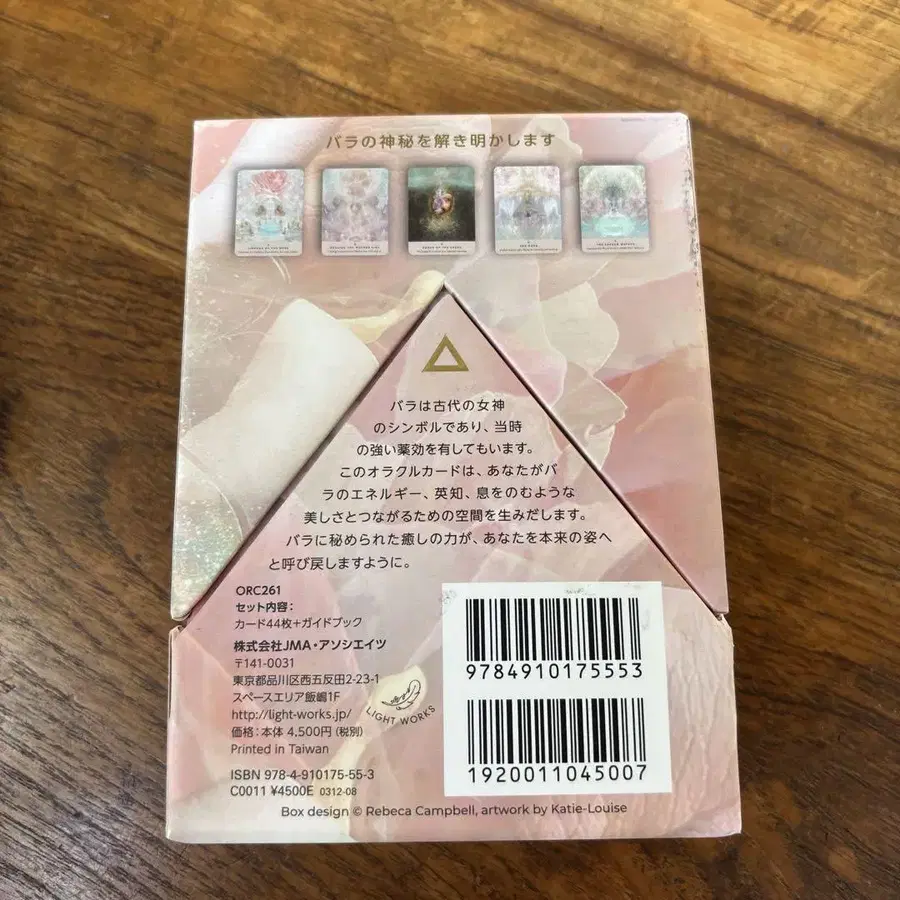 バラの神秘を解き明かします
バラは古代の女神
のシンボルであり、当時
の強い薬効を有してもいます。
このオラクルカードは、あなたがバ
ラのエネルギー、英知、息をのむような
美しさとつながるための空間を生みだします。
バラに秘められた癒しの力が、あなたを本来の姿へ
と呼び戻しますように。
ORC261
セット内容：
カード44枚+ガイドブック
株式会社JMA・アソシエイツ
〒141-0031
東京都品川区西五反田2-23-1
スペースエリア飯嶋1F
http://light-works.jp/
価格：本体 4,500円（税別）
Printed in Taiwan
LIGHT WORKS
ISBN 978-4-910175-55-3
C0011 ¥4500E 0312-08
9784910175553
1920011045007
Box design © Rebeca Campbell, artwork by Katie-Louise